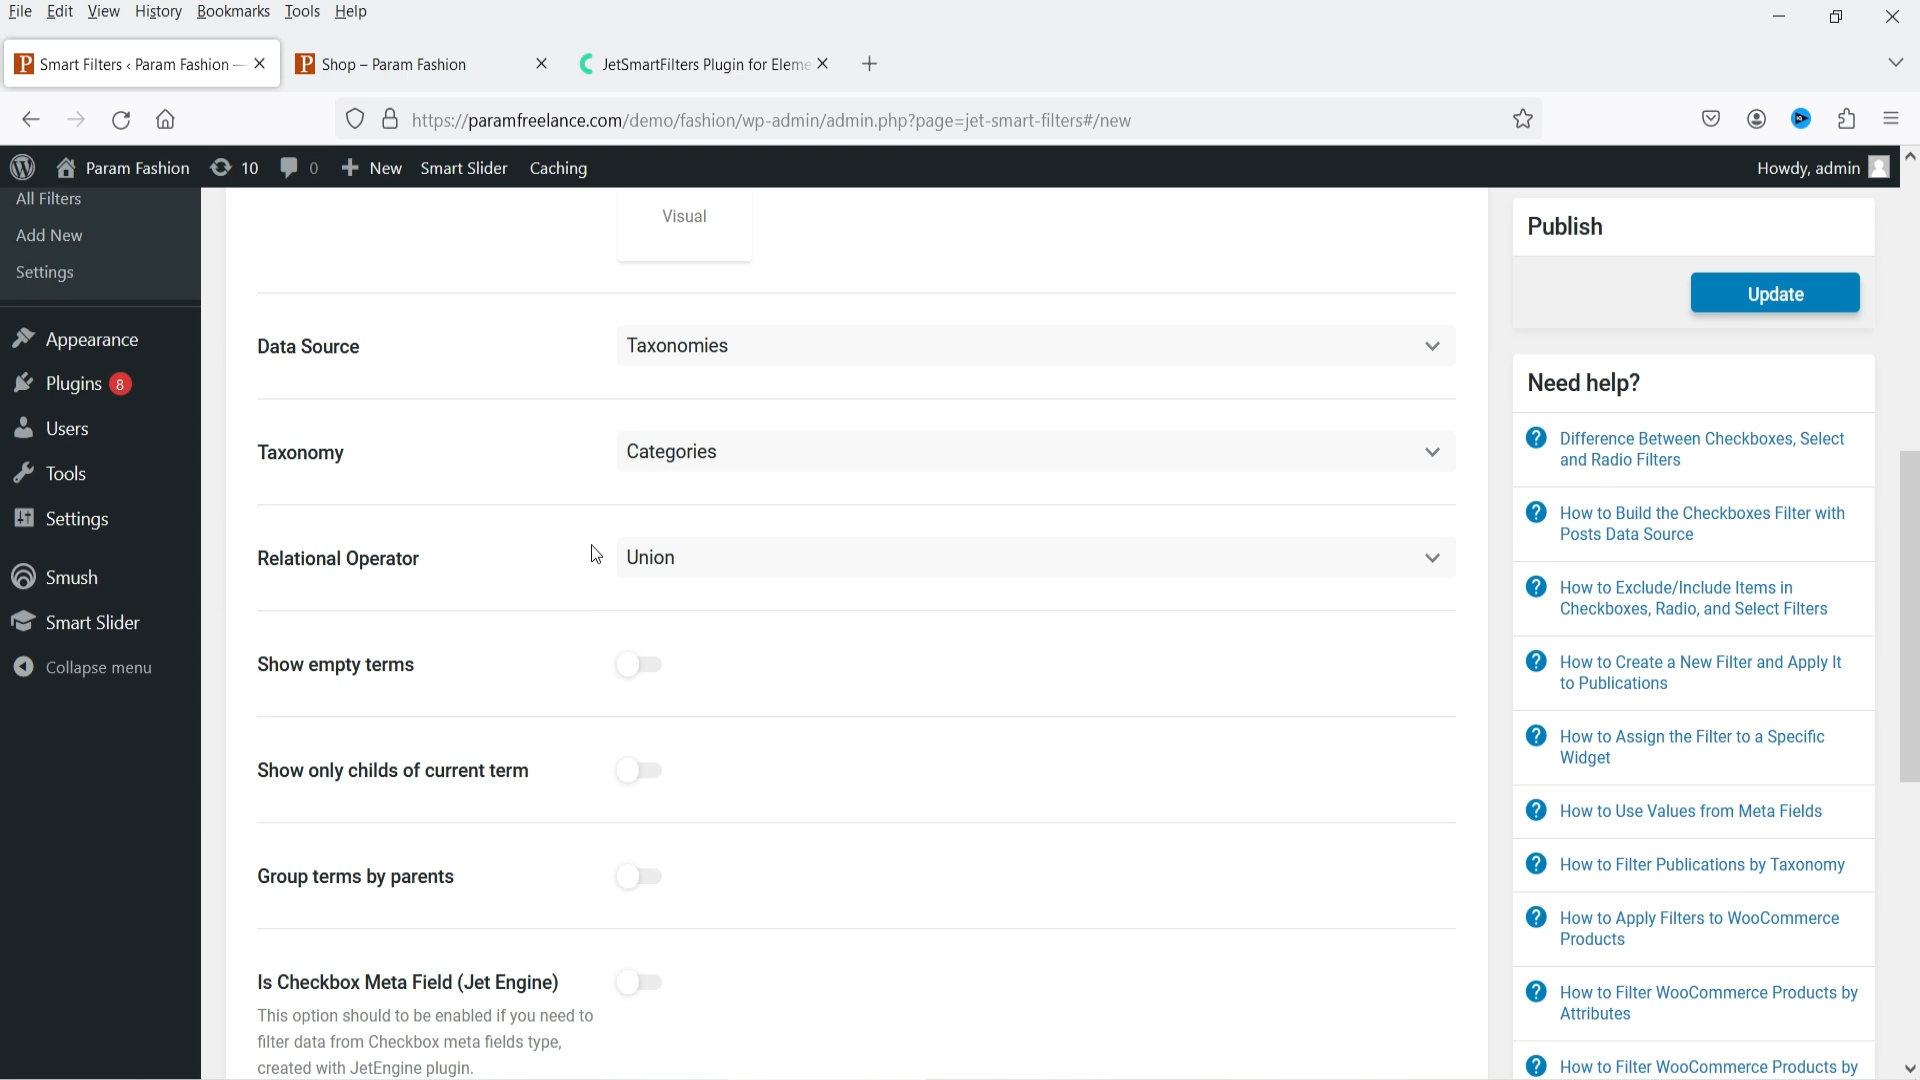 File Edit View History Bookmarks Tools Help
Smart Filters ‹ Param Fashion —
Shop – Param Fashion
JetSmartFilters Plugin for Eleme
https://paramfreelance.com/demo/fashion/wp-admin/admin.php?page=jet-smart-filters#/new
Param Fashion 10 0 New Smart Slider Caching Howdy, admin
All Filters
Add New
Settings
Appearance
Plugins 8
Users
Tools
Settings
Smush
Smart Slider
Collapse menu
Visual
Data Source Taxonomies
Taxonomy Categories
Relational Operator Union
Show empty terms
Show only childs of current term
Group terms by parents
Is Checkbox Meta Field (Jet Engine)
This option should to be enabled if you need to
filter data from Checkbox meta fields type,
created with JetEngine plugin.
Publish
Update
Need help?
Difference Between Checkboxes, Select
and Radio Filters
How to Build the Checkboxes Filter with
Posts Data Source
How to Exclude/Include Items in
Checkboxes, Radio, and Select Filters
How to Create a New Filter and Apply It
to Publications
How to Assign the Filter to a Specific
Widget
How to Use Values from Meta Fields
How to Filter Publications by Taxonomy
How to Apply Filters to WooCommerce
Products
How to Filter WooCommerce Products by
Attributes
How to Filter WooCommerce Products by